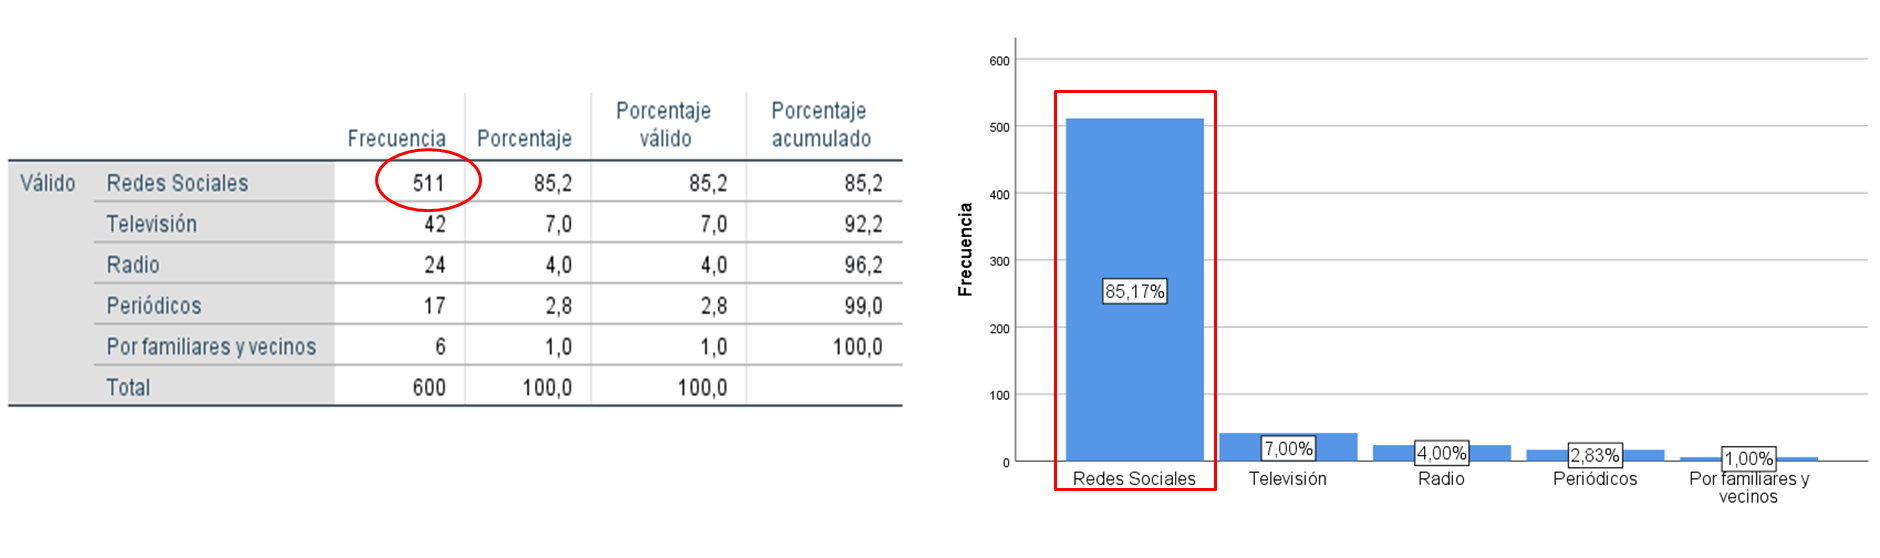 Frecuencia Porcentaje Porcentaje válido Porcentaje acumulado
Válido Redes Sociales 511 85,2 85,2 85,2
Televisión 42 7,0 7,0 92,2
Radio 24 4,0 4,0 96,2
Periódicos 17 2,8 2,8 99,0
Por familiares y vecinos 6 1,0 1,0 100,0
Total 600 100,0 100,0
Frecuencia
600
500
400
300
200
100
0
85,17%
7,00%
4,00%
2,83%
1,00%
Redes Sociales
Televisión
Radio
Periódicos
Por familiares y
vecinos